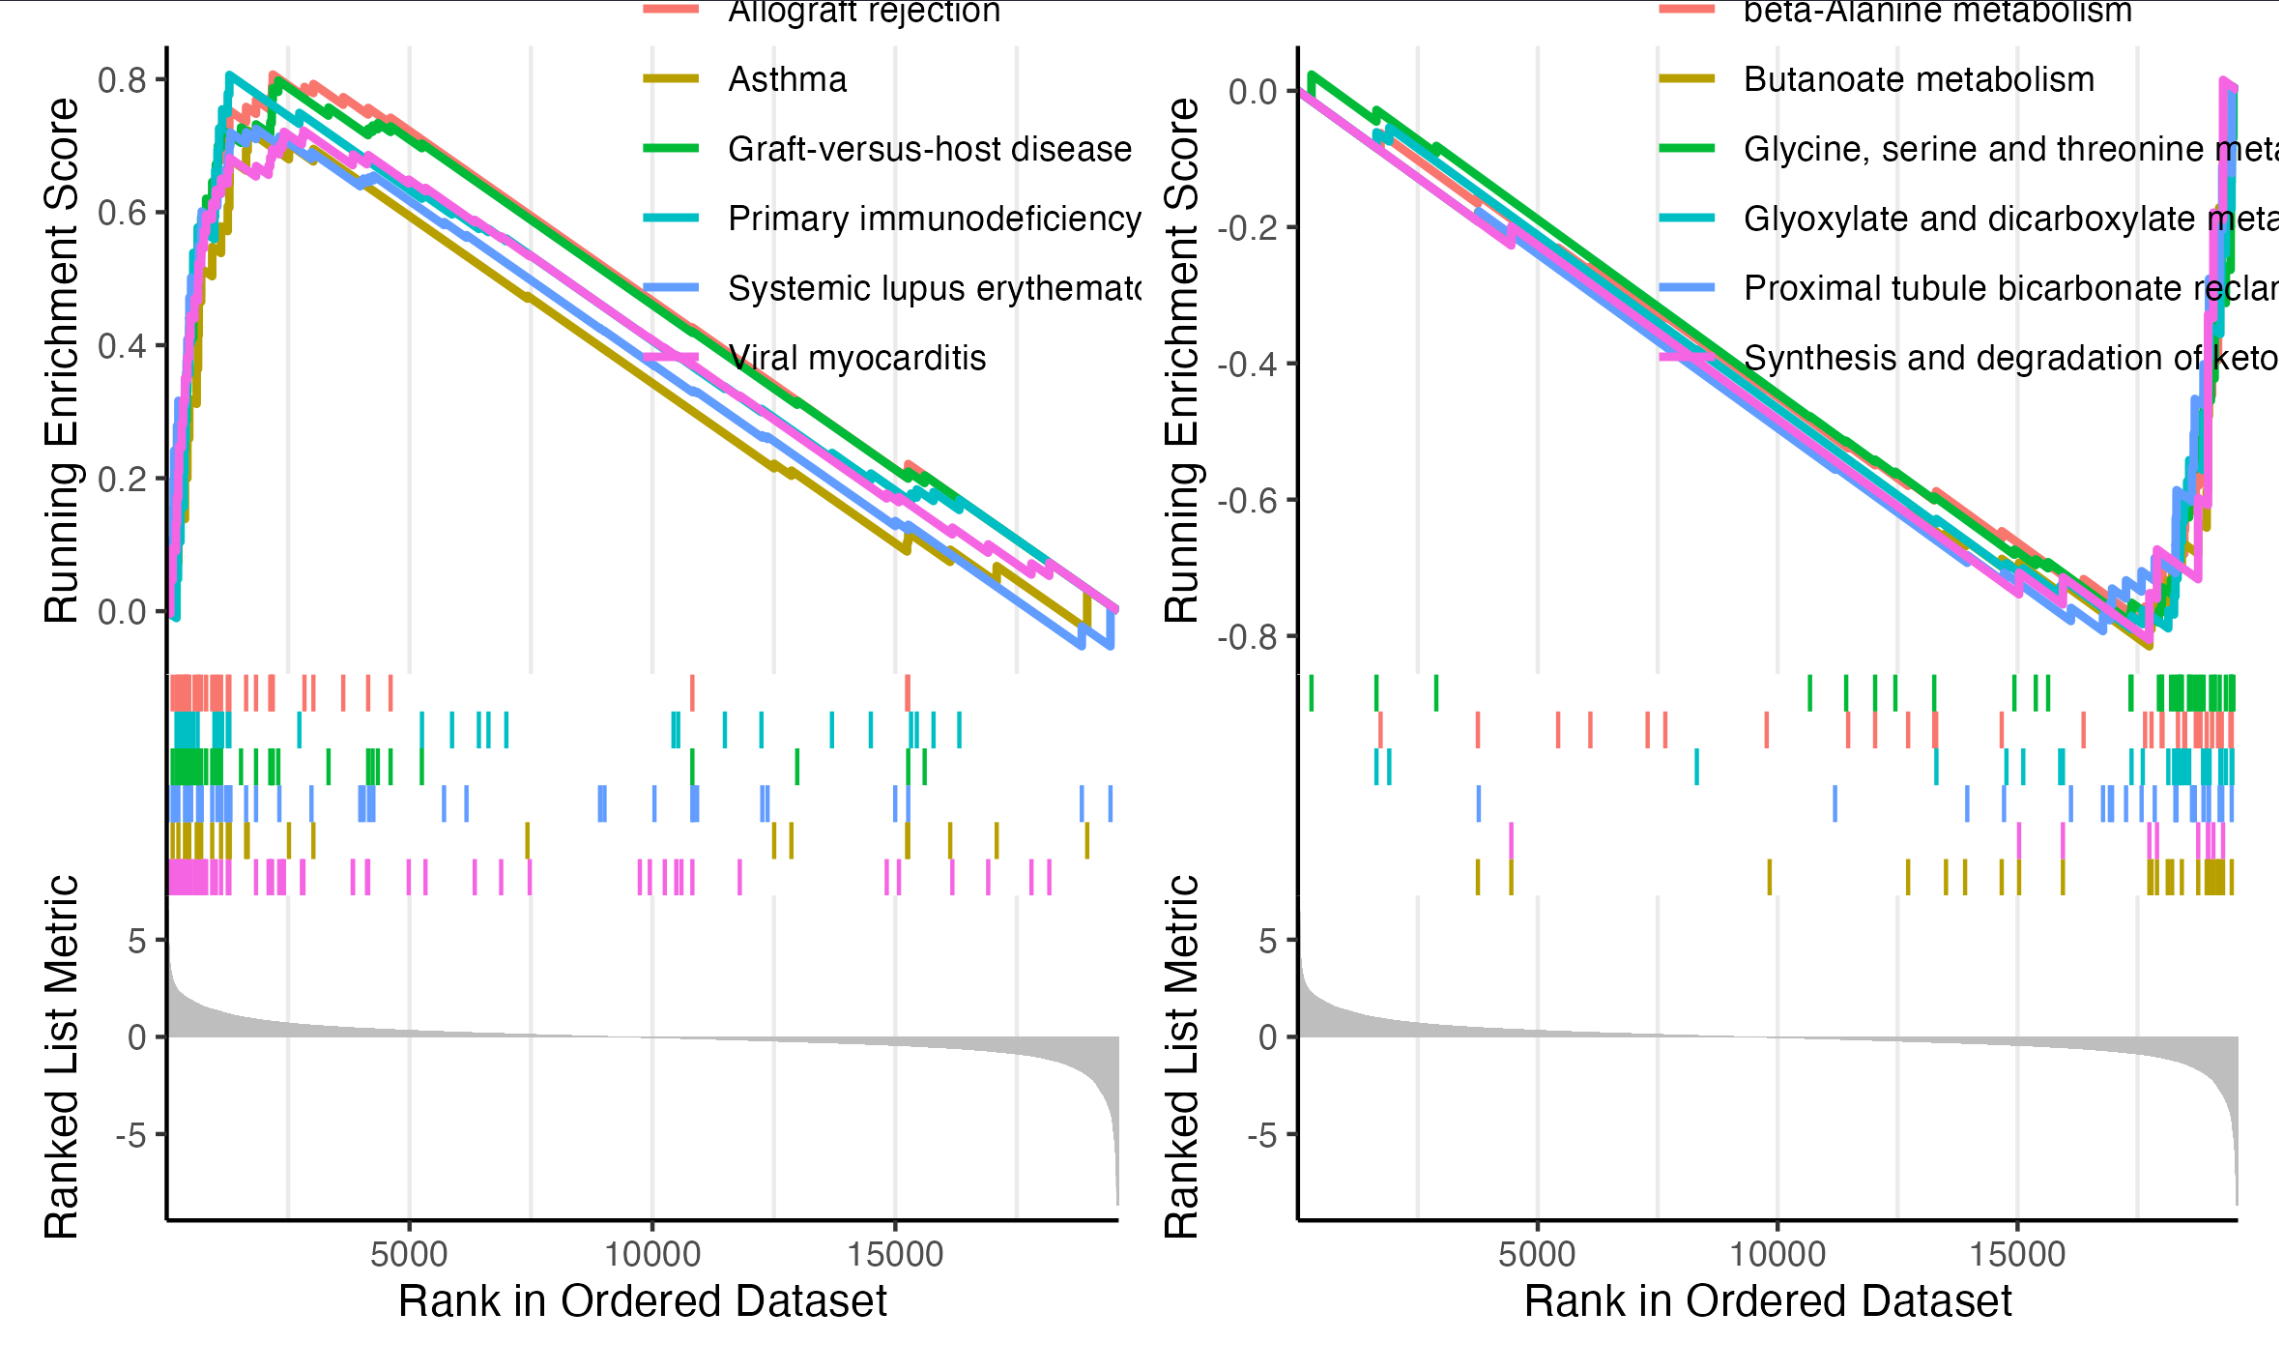 Allograft rejection
Asthma
Graft-versus-host disease
Primary immunodeficiency
Systemic lupus erythemato
Viral myocarditis
Running Enrichment Score
0.8
0.6
0.4
0.2
0.0
Ranked List Metric
5
0
-5
5000 10000 15000
Rank in Ordered Dataset
beta-Alanine metabolism
Butanoate metabolism
Glycine, serine and threonine meta
Glyoxylate and dicarboxylate meta
Proximal tubule bicarbonate reclar
Synthesis and degradation of keto
Running Enrichment Score
0.0
-0.2
-0.4
-0.6
-0.8
Ranked List Metric
5
0
-5
5000 10000 15000
Rank in Ordered Dataset